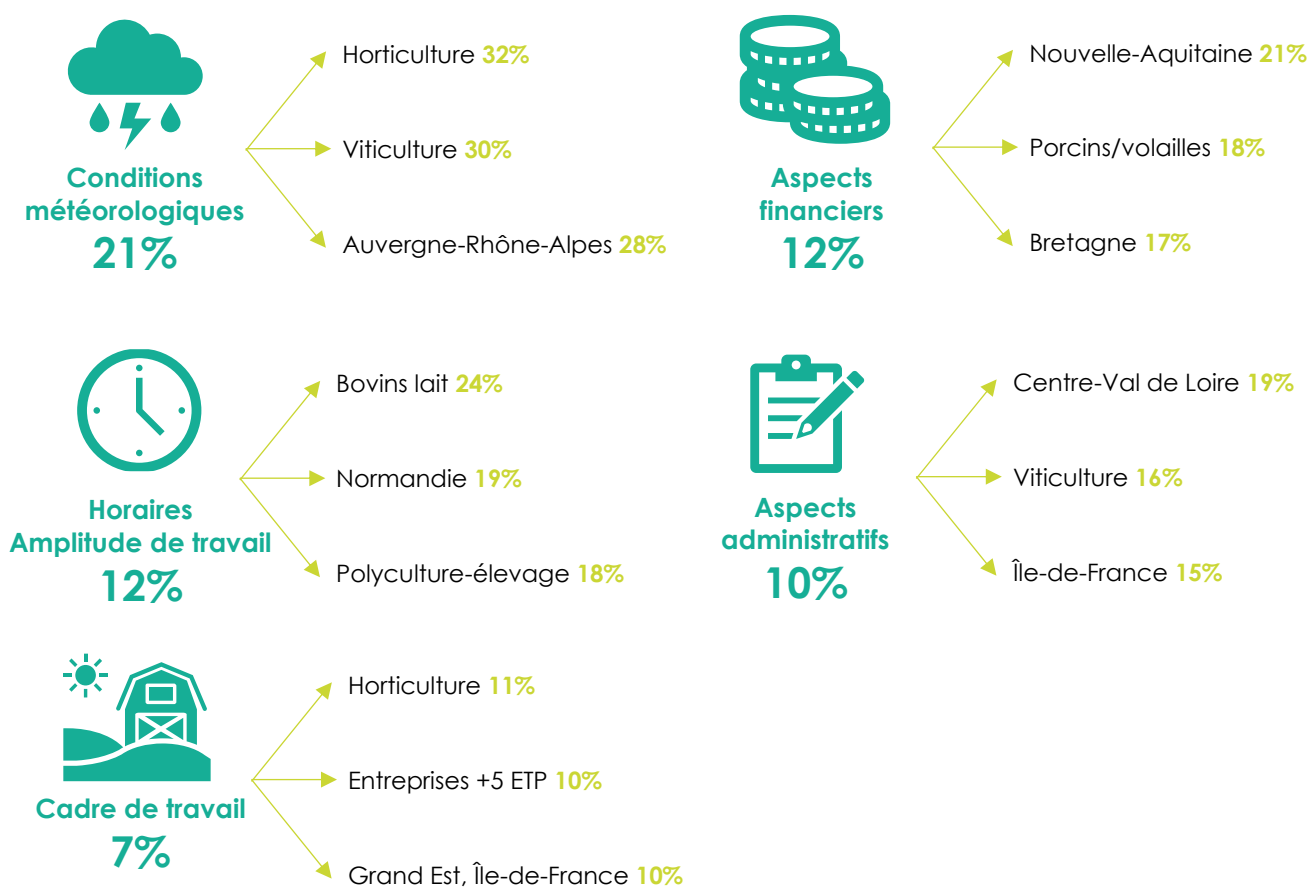 Conditions
météorologiques
21%
Horticulture 32%
Viticulture 30%
Auvergne-Rhône-Alpes 28%
Aspects
financiers
12%
Nouvelle-Aquitaine 21%
Porcins/volailles 18%
Bretagne 17%
Horaires
Amplitude de travail
12%
Bovins lait 24%
Normandie 19%
Polyculture-élevage 18%
Aspects
administratifs
10%
Centre-Val de Loire 19%
Viticulture 16%
Île-de-France 15%
Cadre de travail
7%
Horticulture 11%
Entreprises +5 ETP 10%
Grand Est, Île-de-France 10%